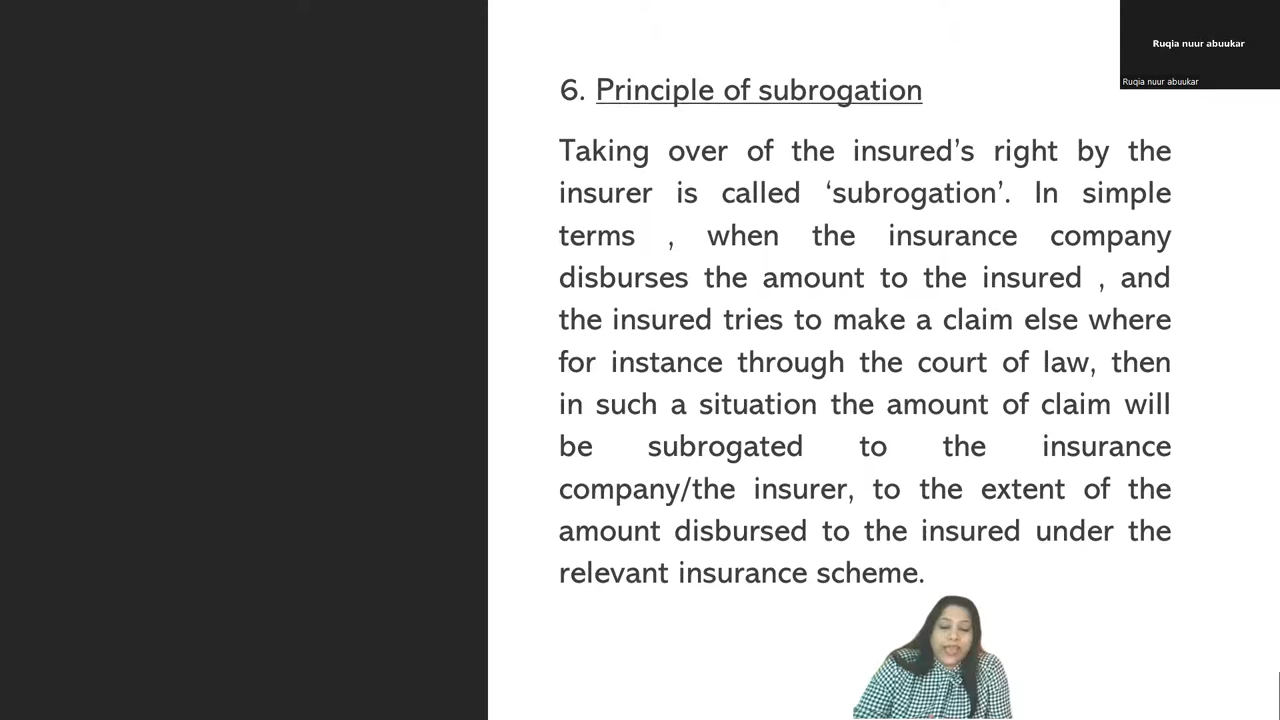 Ruqia nuur abuukar
Ruqia nuur abuukar
6. Principle of subrogation
Taking over of the insured’s right by the
insurer is called ‘subrogation’. In simple
terms , when the insurance company
disburses the amount to the insured , and
the insured tries to make a claim else where
for instance through the court of law, then
in such a situation the amount of claim will
be subrogated to the insurance
company/the insurer, to the extent of the
amount disbursed to the insured under the
relevant insurance scheme.